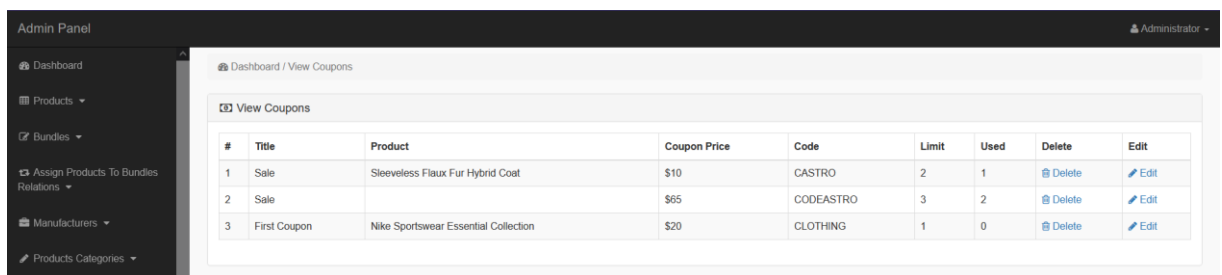 Admin Panel
Administrator
Dashboard
Products
Bundles
Assign Products To Bundles
Relations
Manufacturers
Products Categories
Dashboard / View Coupons
View Coupons
# Title Product Coupon Price Code Limit Used Delete Edit
1 Sale Sleeveless Flaux Fur Hybrid Coat $10 CASTRO 2 1 Delete Edit
2 Sale $65 CODEASTRO 3 2 Delete Edit
3 First Coupon Nike Sportswear Essential Collection $20 CLOTHING 1 0 Delete Edit